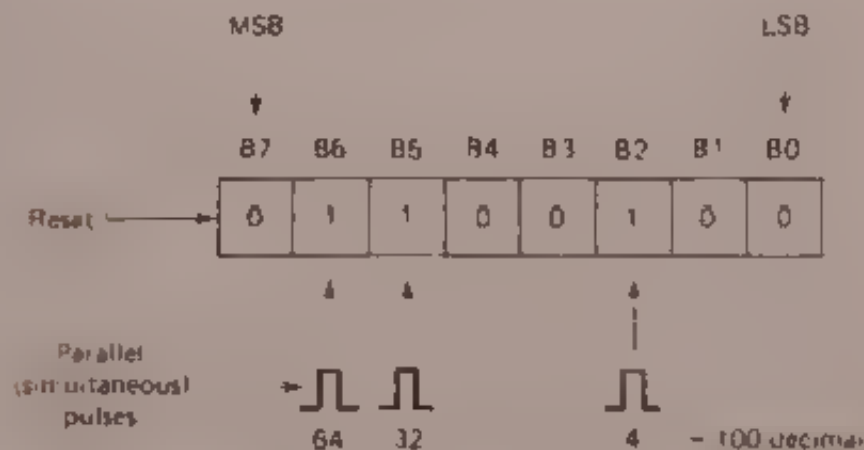 MSB LSB
B7 B6 B5 B4 B3 B2 B1 B0
Reset 0 1 1 0 0 1 0 0
Parallel
(simultaneous)
pulses
64 32 4 = 100 decimal